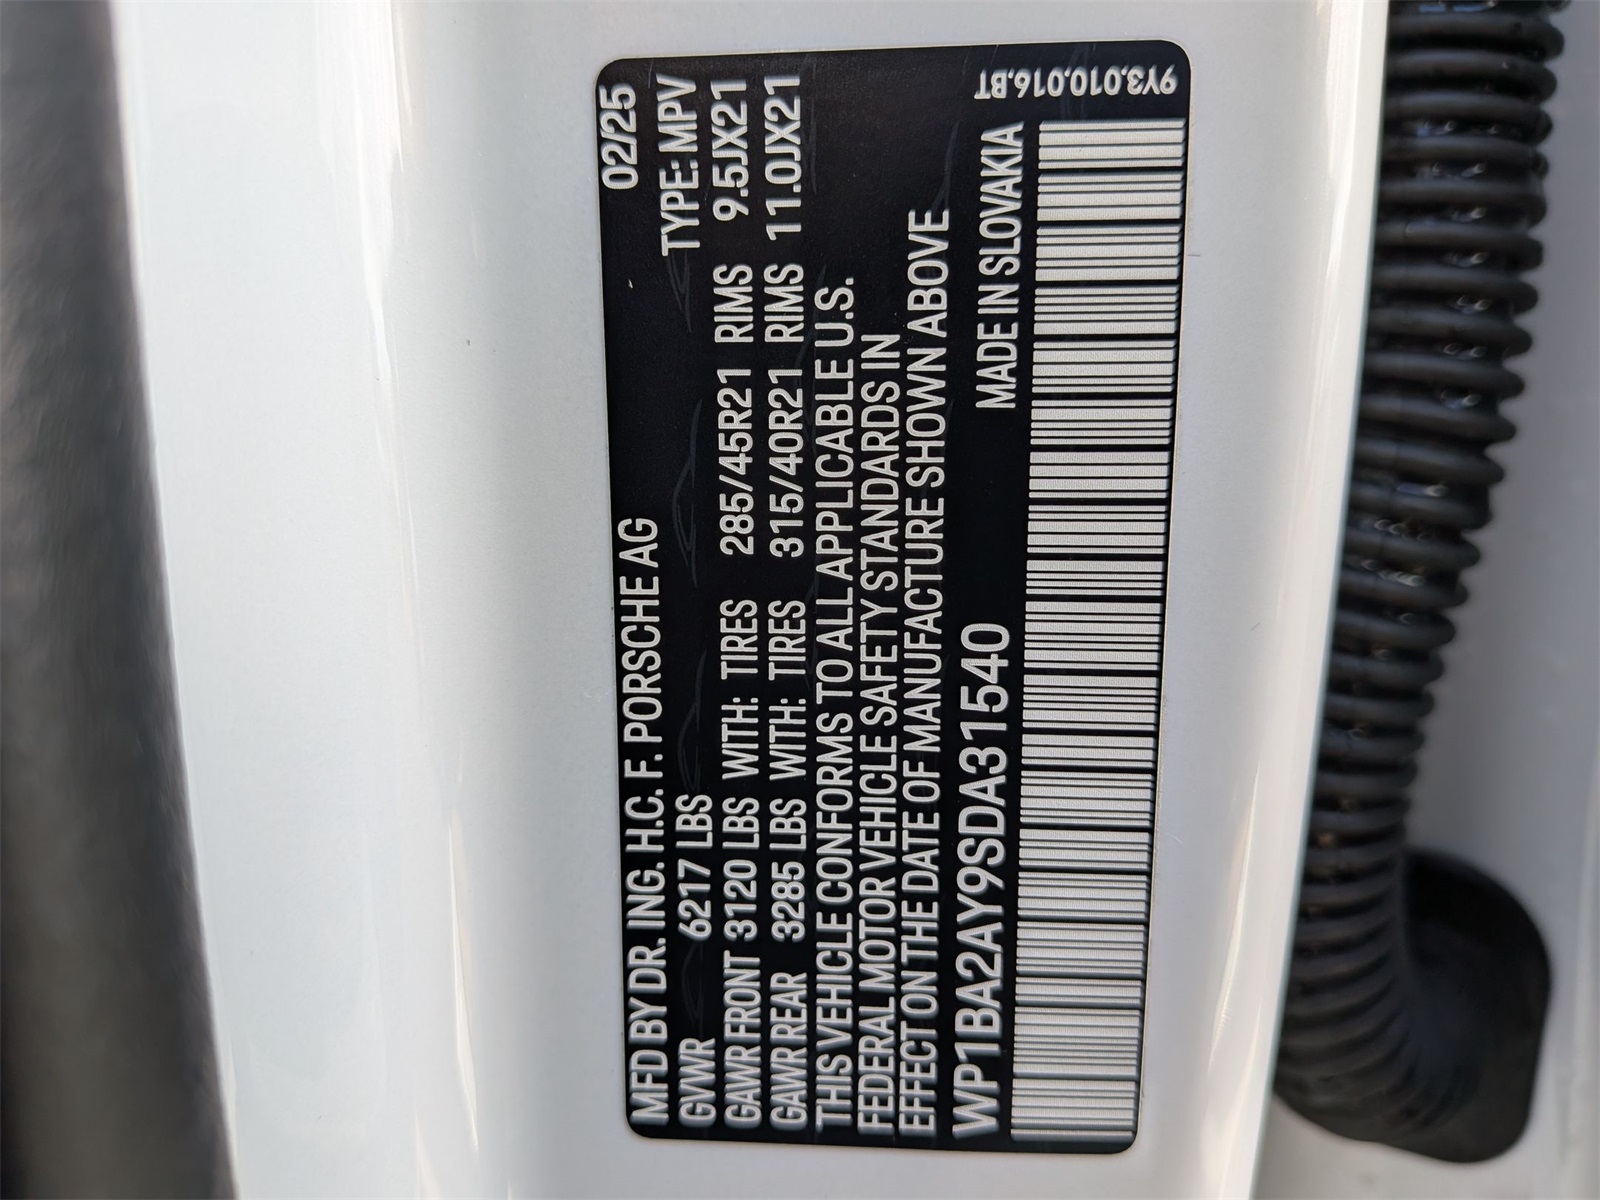 MFD BY DR. ING. H.C. F. PORSCHE AG 02/25
GVWR 6217 LBS TYPE: MPV
GAWR FRONT 3120 LBS WITH: TIRES 285/45R21 RIMS 9.5JX21
GAWR REAR 3285 LBS WITH: TIRES 315/40R21 RIMS 11.0JX21
THIS VEHICLE CONFORMS TO ALL APPLICABLE U.S.
FEDERAL MOTOR VEHICLE SAFETY STANDARDS IN
EFFECT ON THE DATE OF MANUFACTURE SHOWN ABOVE
WP1BA2AY9SDA31540 MADE IN SLOVAKIA
9Y3.010.016.BT